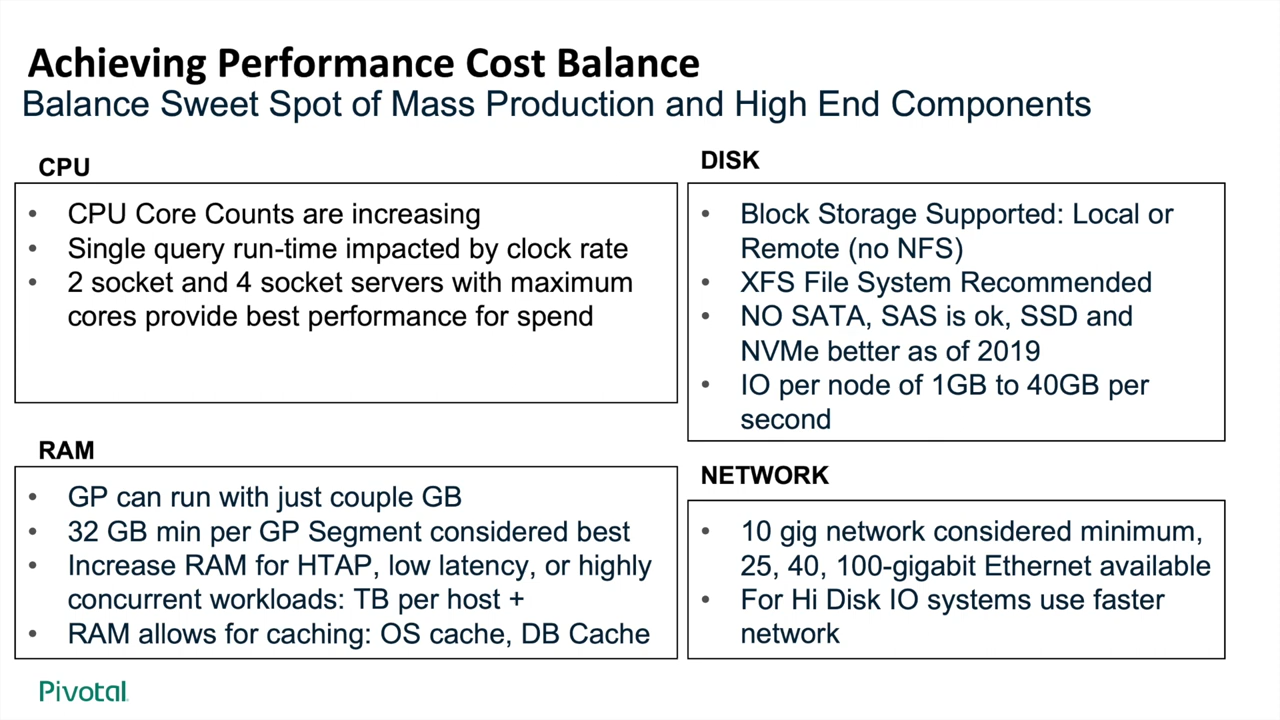 Achieving Performance Cost Balance
Balance Sweet Spot of Mass Production and High End Components
CPU
• CPU Core Counts are increasing
• Single query run-time impacted by clock rate
• 2 socket and 4 socket servers with maximum
cores provide best performance for spend
RAM
• GP can run with just couple GB
• 32 GB min per GP Segment considered best
• Increase RAM for HTAP, low latency, or highly
concurrent workloads: TB per host +
• RAM allows for caching: OS cache, DB Cache
DISK
• Block Storage Supported: Local or
Remote (no NFS)
• XFS File System Recommended
• NO SATA, SAS is ok, SSD and
NVMe better as of 2019
• IO per node of 1GB to 40GB per
second
NETWORK
• 10 gig network considered minimum,
25, 40, 100-gigabit Ethernet available
• For Hi Disk IO systems use faster
network
Pivotal